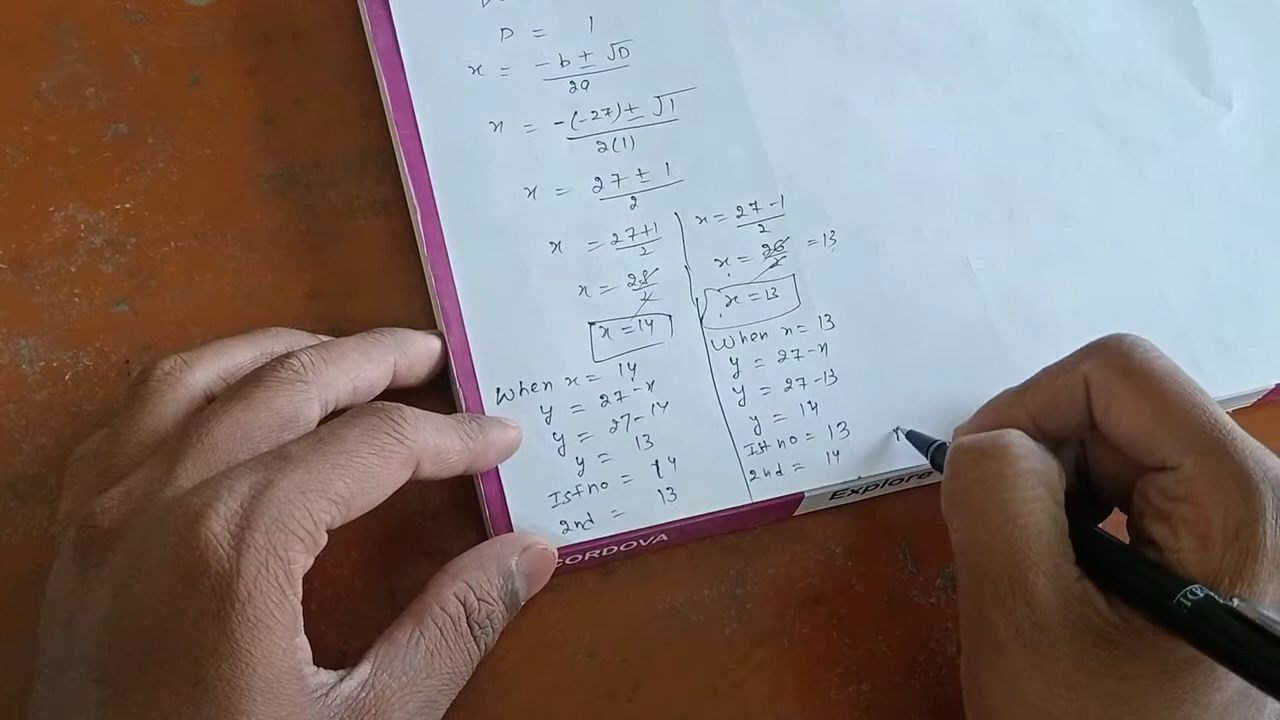 D = 1
x = -b ± √D / 2a
x = -(-27) ± √1 / 2(1)
x = 27 ± 1 / 2
x = 27+1 / 2
x = 28 / 2
x = 14
When x = 14
y = 27-x
y = 27-14
y = 13
Ist no = 14
2nd = 13
x = 27-1 / 2
x = 26 / 2 = 13
x = 13
When x = 13
y = 27-x
y = 27-13
y = 14
Ist no = 13
2nd = 14
CORDOVA
Explore